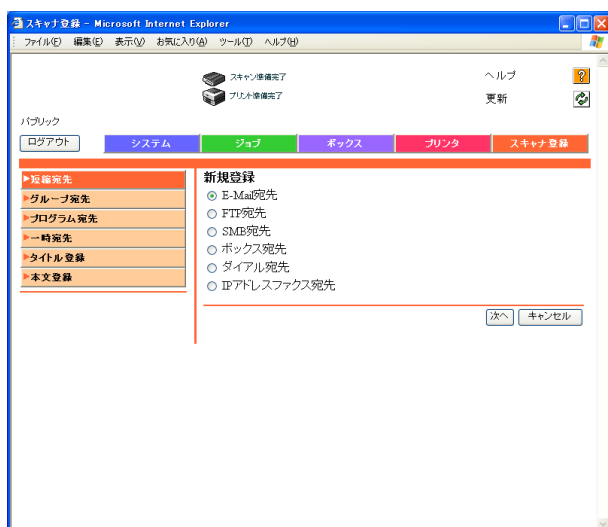 スキャナ登録 - Microsoft Internet Explorer
ファイル(F) 編集(E) 表示(V) お気に入り(A) ツール(T) ヘルプ(H)
スキャン準備完了 ヘルプ ?
プリント準備完了 更新
パブリック
ログアウト システム ジョブ ボックス プリンタ スキャナ登録
短縮宛先
グループ宛先
プログラム宛先
一時宛先
タイトル登録
本文登録
新規登録
E-Mail宛先
FTP宛先
SMB宛先
ボックス宛先
ダイアル宛先
IPアドレスファクス宛先
次へ キャンセル